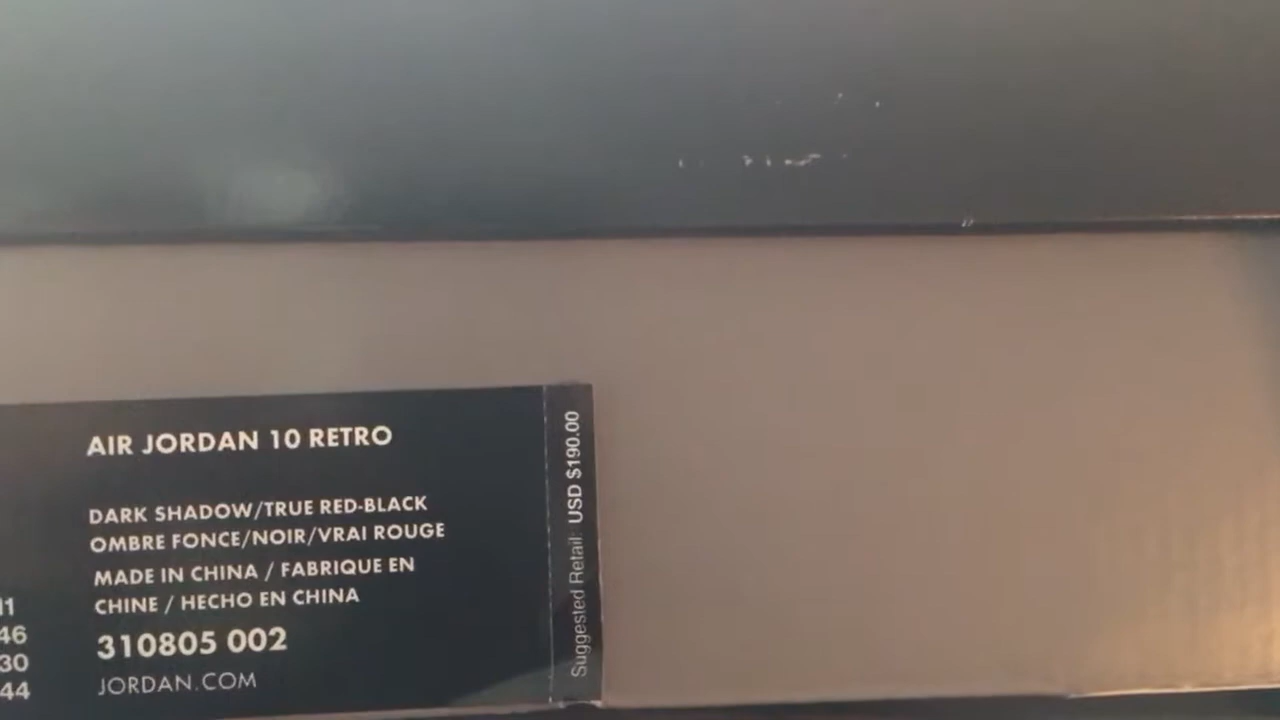 AIR JORDAN 10 RETRO
DARK SHADOW/TRUE RED-BLACK
OMBRE FONCE/NOIR/VRAI ROUGE
MADE IN CHINA / FABRIQUE EN
CHINE / HECHO EN CHINA
310805 002
JORDAN.COM
11
46
30
44
Suggested Retail: USD $190.00